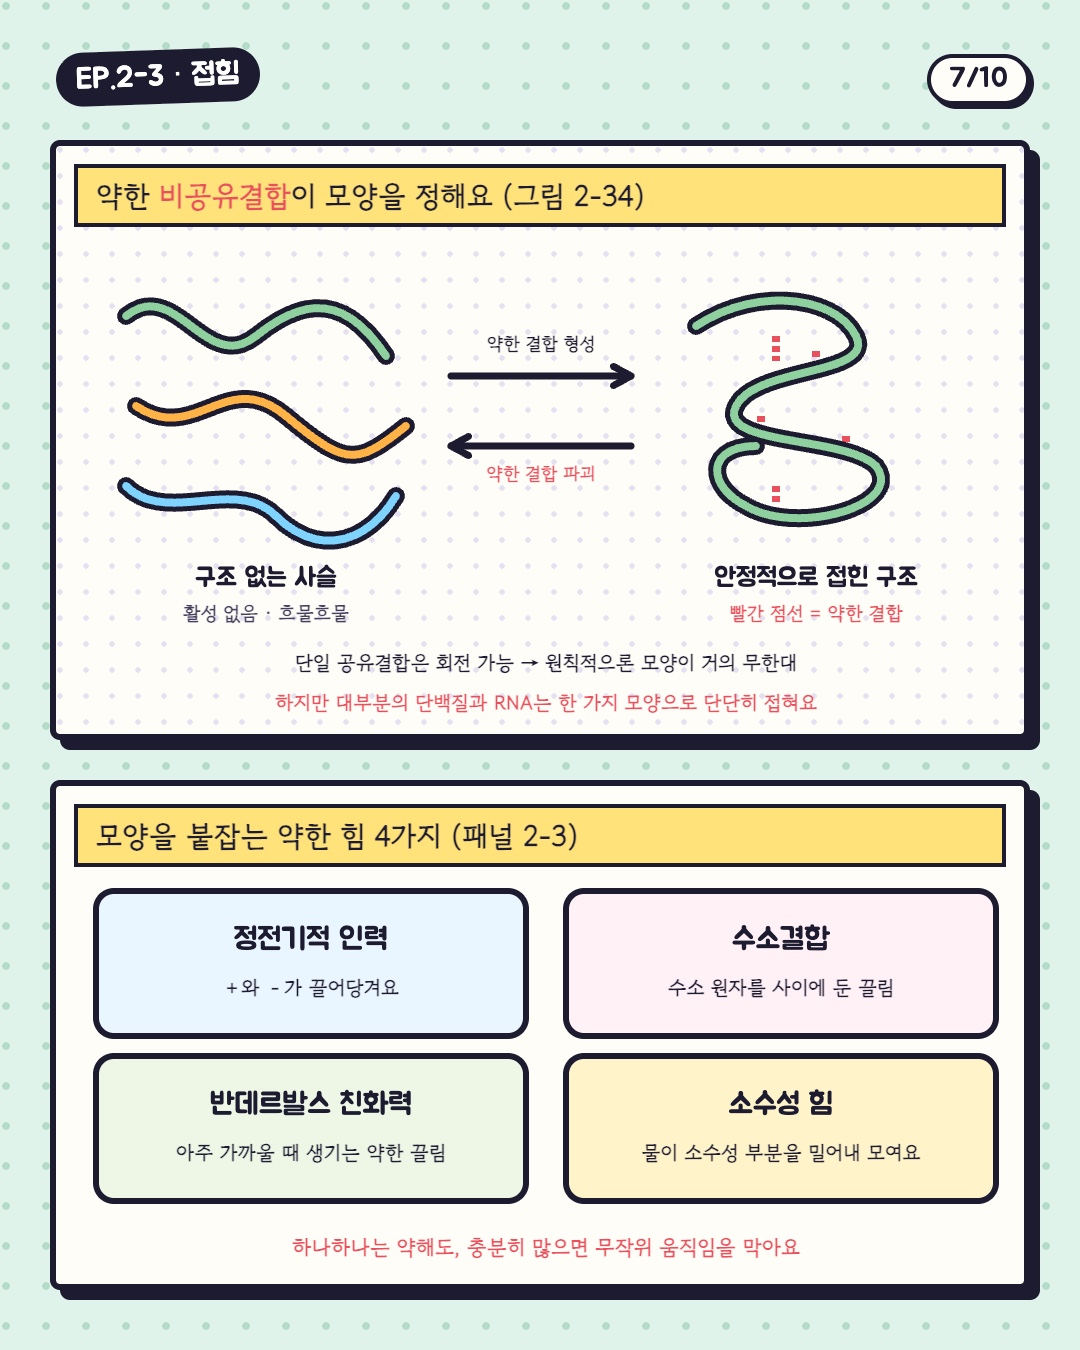 EP.2-3 · 접힘
7/10
약한 비공유결합이 모양을 정해요 (그림 2-34)
약한 결합 형성
약한 결합 파괴
구조 없는 사슬
안정적으로 접힌 구조
활성 없음 · 흐물흐물
빨간 점선 = 약한 결합
단일 공유결합은 회전 가능 → 원칙적으론 모양이 거의 무한대
하지만 대부분의 단백질과 RNA는 한 가지 모양으로 단단히 접혀요
모양을 붙잡는 약한 힘 4가지 (패널 2-3)
정전기적 인력
+와 -가 끌어당겨요
수소결합
수소 원자를 사이에 둔 끌림
반데르발스 친화력
아주 가까울 때 생기는 약한 끌림
소수성 힘
물이 소수성 부분을 밀어내 모여요
하나하나는 약해도, 충분히 많으면 무작위 움직임을 막아요